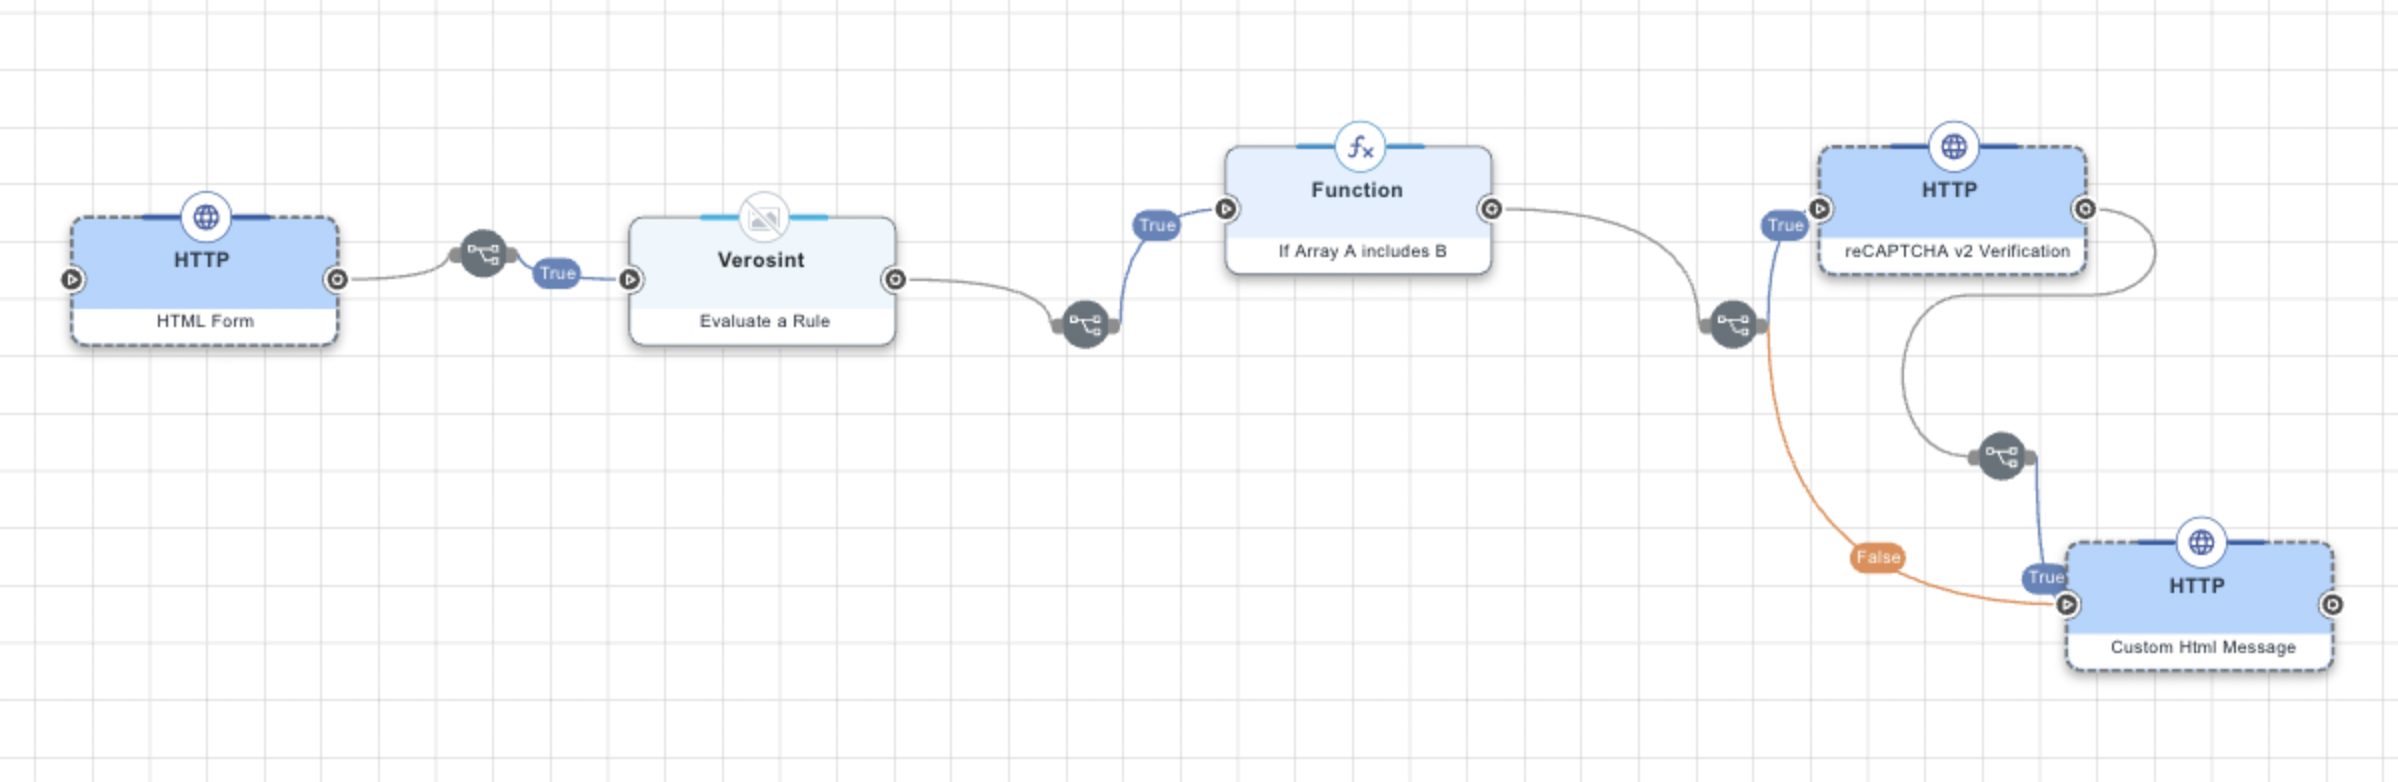 HTTP
HTML Form
True
Verosint
Evaluate a Rule
True
Function
If Array A includes B
True
HTTP
reCAPTCHA v2 Verification
False
True
HTTP
Custom Html Message